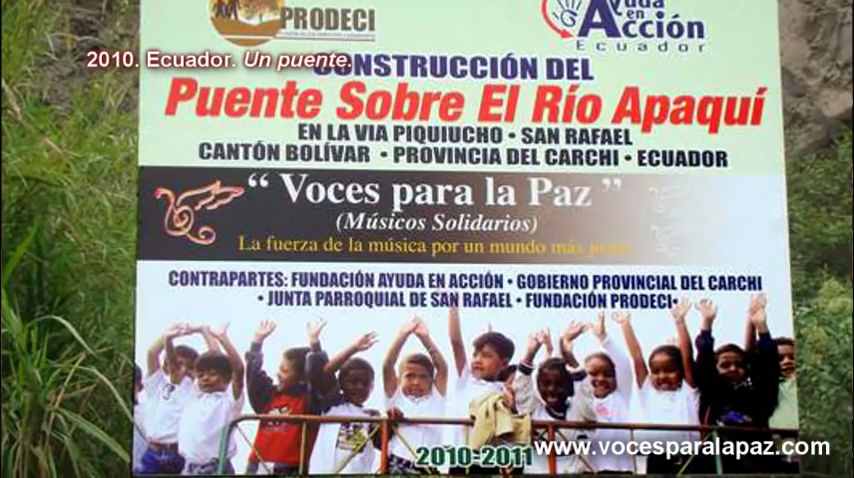 PRODECI
Ayuda
en
Acción
Ecuador
2010. Ecuador. Un puente.
CONSTRUCCIÓN DEL
Puente Sobre El Río Apaquí
EN LA VIA PIQUIUCHO • SAN RAFAEL
CANTÓN BOLÍVAR • PROVINCIA DEL CARCHI • ECUADOR
“ Voces para la Paz ”
(Músicos Solidarios)
La fuerza de la música por un mundo más
CONTRAPARTES: FUNDACIÓN AYUDA EN ACCIÓN • GOBIERNO PROVINCIAL DEL CARCHI
• JUNTA PARROQUIAL DE SAN RAFAEL • FUNDACIÓN PRODECI•
2010-2011
www.vocesparalapaz.com